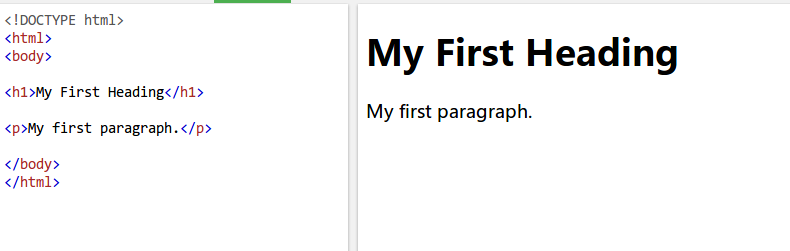 <!DOCTYPE html>
<html>
<body>
<h1>My First Heading</h1>
<p>My first paragraph.</p>
</body>
</html>
My First Heading
My first paragraph.